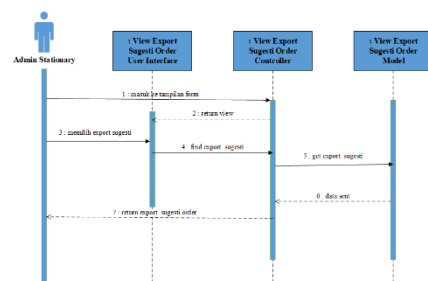 : View Export
Sugesti Order
User Interface
: View Export
Sugesti Order
Controller
: View Export
Sugesti Order
Model
Admin Stationary
1 : masuk ke tampilan form
2 : return view
3 : memilih export sugesti
4 : find export sugesti
5 : get export sugesti
6 : data sent
7 : return export sugesti order